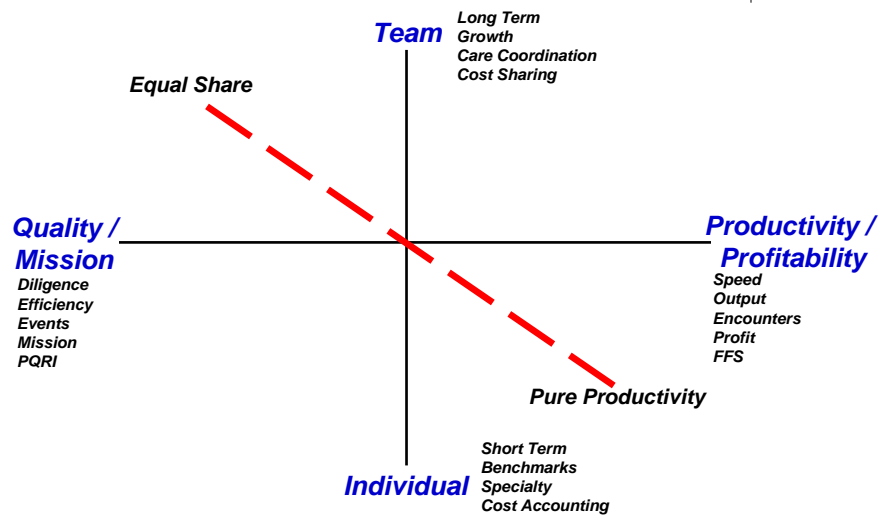 Team
Long Term
Growth
Care Coordination
Cost Sharing
Equal Share
Quality /
Mission
Diligence
Efficiency
Events
Mission
PQRI
Productivity /
Profitability
Speed
Output
Encounters
Profit
FFS
Pure Productivity
Individual
Short Term
Benchmarks
Specialty
Cost Accounting